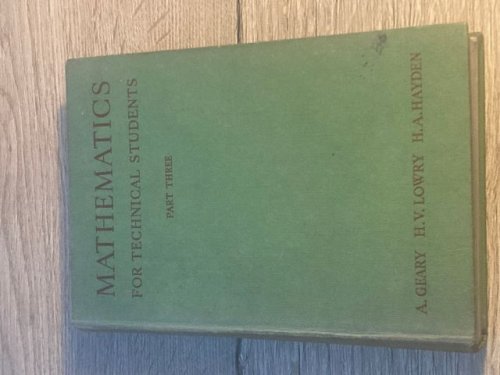 MATHEMATICS
FOR TECHNICAL STUDENTS
PART THREE
A. GEARY H. V. LOWRY H. A. HAYDEN